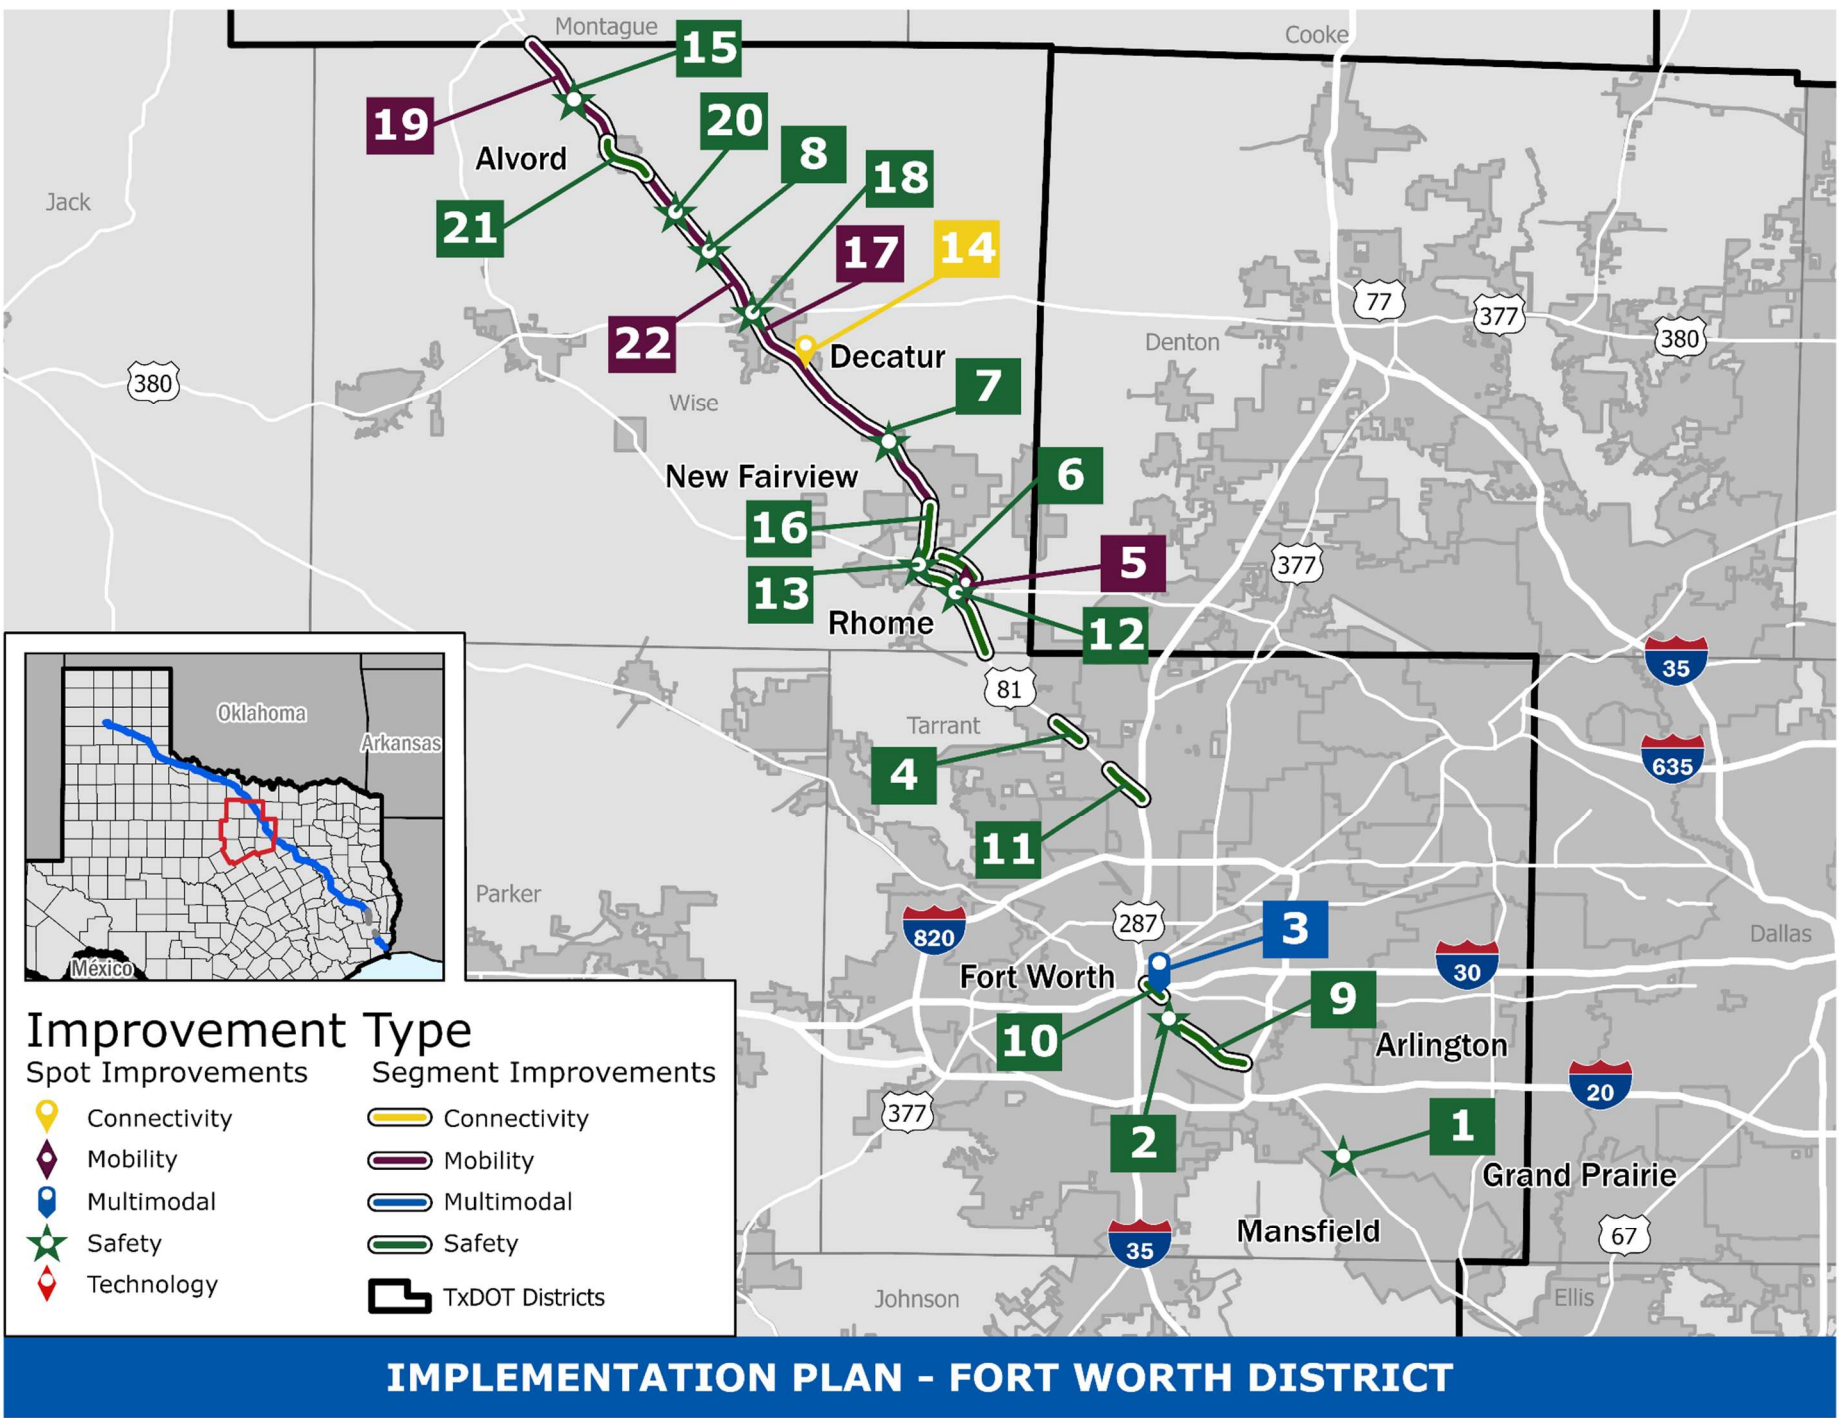 Montague
Cooke
15
19
20
Alvord
8
18
Jack
21
17
14
22
77
377
380
Denton
Decatur
380
7
Wise
New Fairview
6
16
5
377
13
Rhome
12
35
81
Oklahoma
Arkansas
Tarrant
4
635
11
Parker
287
3
820
Dallas
30
México
Fort Worth
9
10
Arlington
20
377
2
1
Grand Prairie
Mansfield
67
35
Johnson
Ellis
Improvement Type
Spot Improvements
Segment Improvements
Connectivity
Connectivity
Mobility
Mobility
Multimodal
Multimodal
Safety
Safety
Technology
TxDOT Districts
IMPLEMENTATION PLAN - FORT WORTH DISTRICT